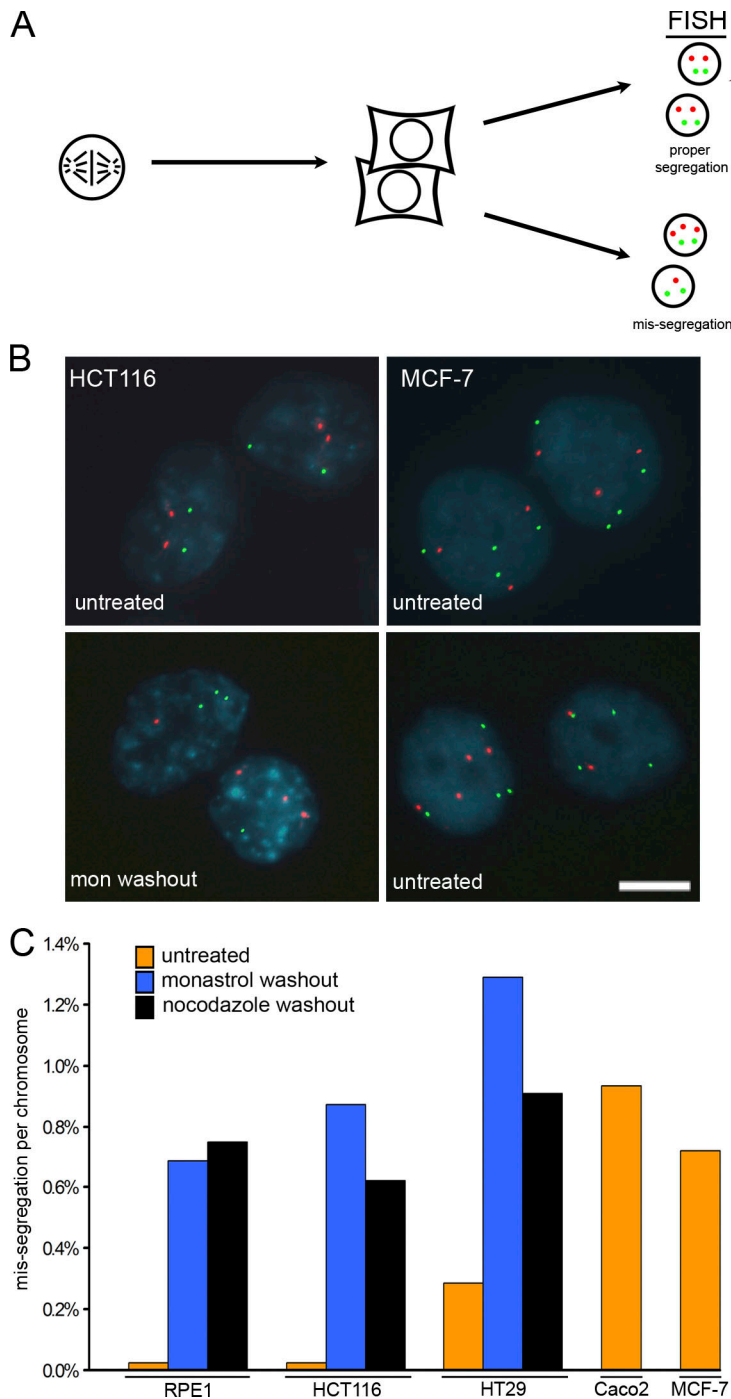 A
FISH
proper
segregation
mis-segregation
B
HCT116
MCF-7
untreated
untreated
mon washout
untreated
C
mis-segregation per chromosome
1.4%
1.2%
1.0%
0.8%
0.6%
0.4%
0.2%
0.0%
untreated
monastrol washout
nocodazole washout
RPE1
HCT116
HT29
Caco2
MCF-7